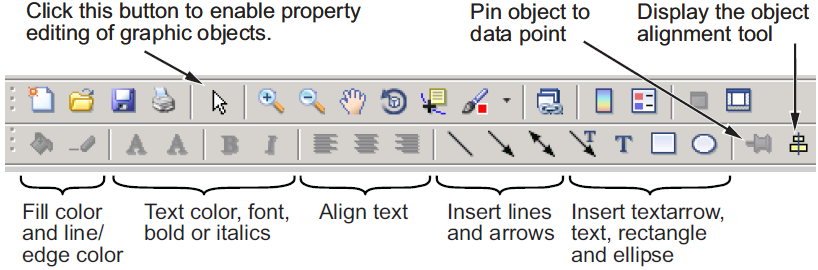 Click this button to enable property
editing of graphic objects.
Pin object to
data point
Display the object
alignment tool
T
A A B I T
Fill color
and line/
edge color
Text color, font,
bold or italics
Align text
Insert lines
and arrows
Insert textarrow,
text, rectangle
and ellipse